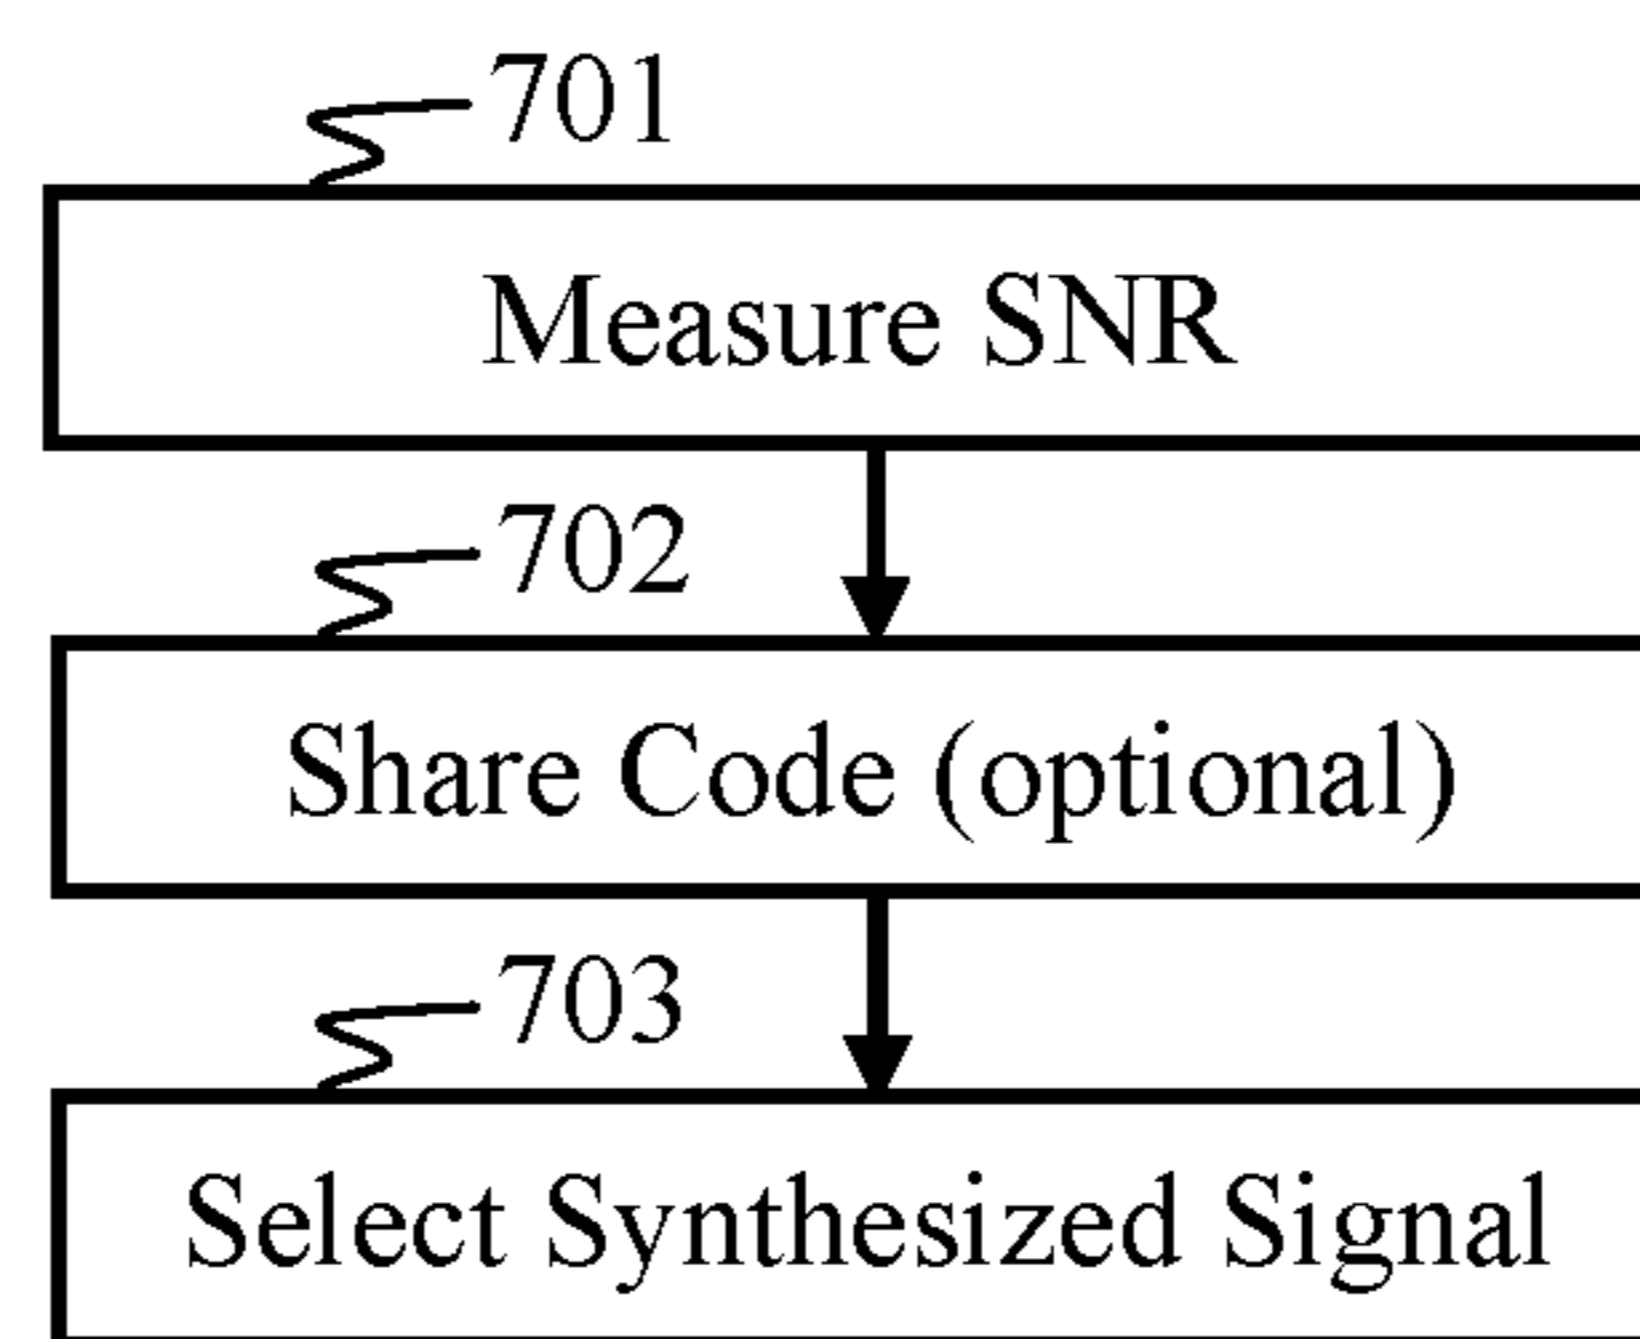 701
Measure SNR
702
Share Code (optional)
703
Select Synthesized Signal